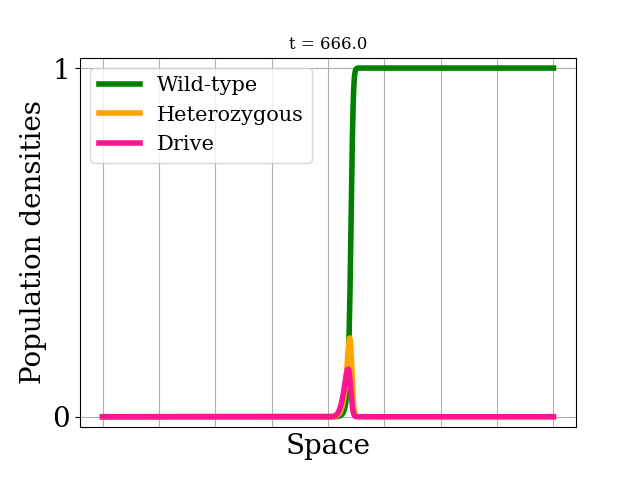 t = 666.0
1
Wild-type
Heterozygous
Drive
Population densities
0
Space